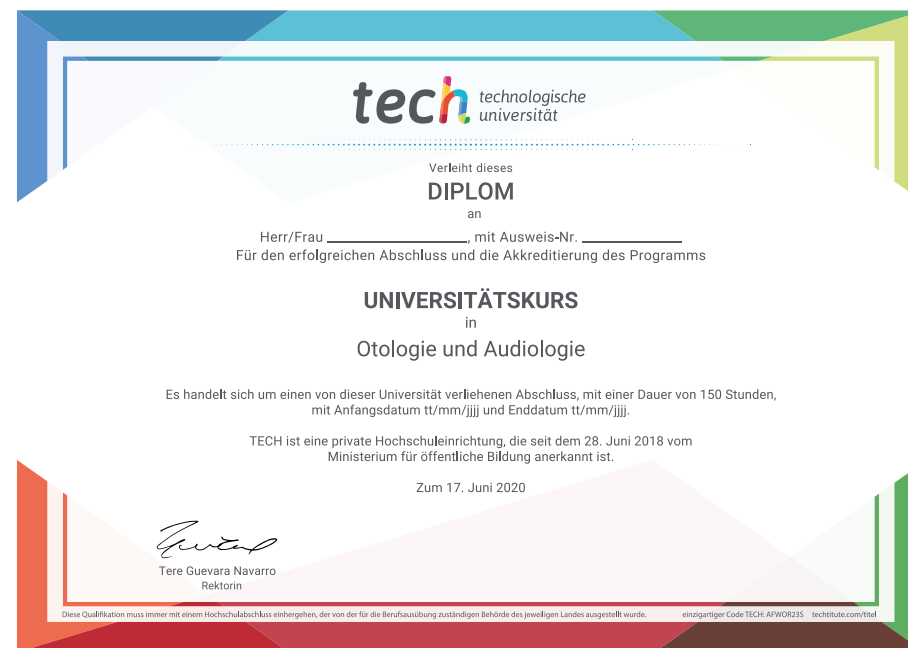 tech technologische
universität
Verleiht dieses
DIPLOM
an
Herr/Frau ____________________, mit Ausweis-Nr. ______________
Für den erfolgreichen Abschluss und die Akkreditierung des Programms
UNIVERSITÄTSKURS
in
Otologie und Audiologie
Es handelt sich um einen von dieser Universität verliehenen Abschluss, mit einer Dauer von 150 Stunden,
mit Anfangsdatum tt/mm/jjjj und Enddatum tt/mm/jjjj.
TECH ist eine private Hochschuleinrichtung, die seit dem 28. Juni 2018 vom
Ministerium für öffentliche Bildung anerkannt ist.
Zum 17. Juni 2020
Tere Guevara Navarro
Rektorin
Diese Qualifikation muss immer mit einem Hochschulabschluss einhergehen, der von der für die Berufsausübung zuständigen Behörde des jeweiligen Landes ausgestellt wurde. einzigartiger Code TECH: AFWOR23S techtitute.com/titel